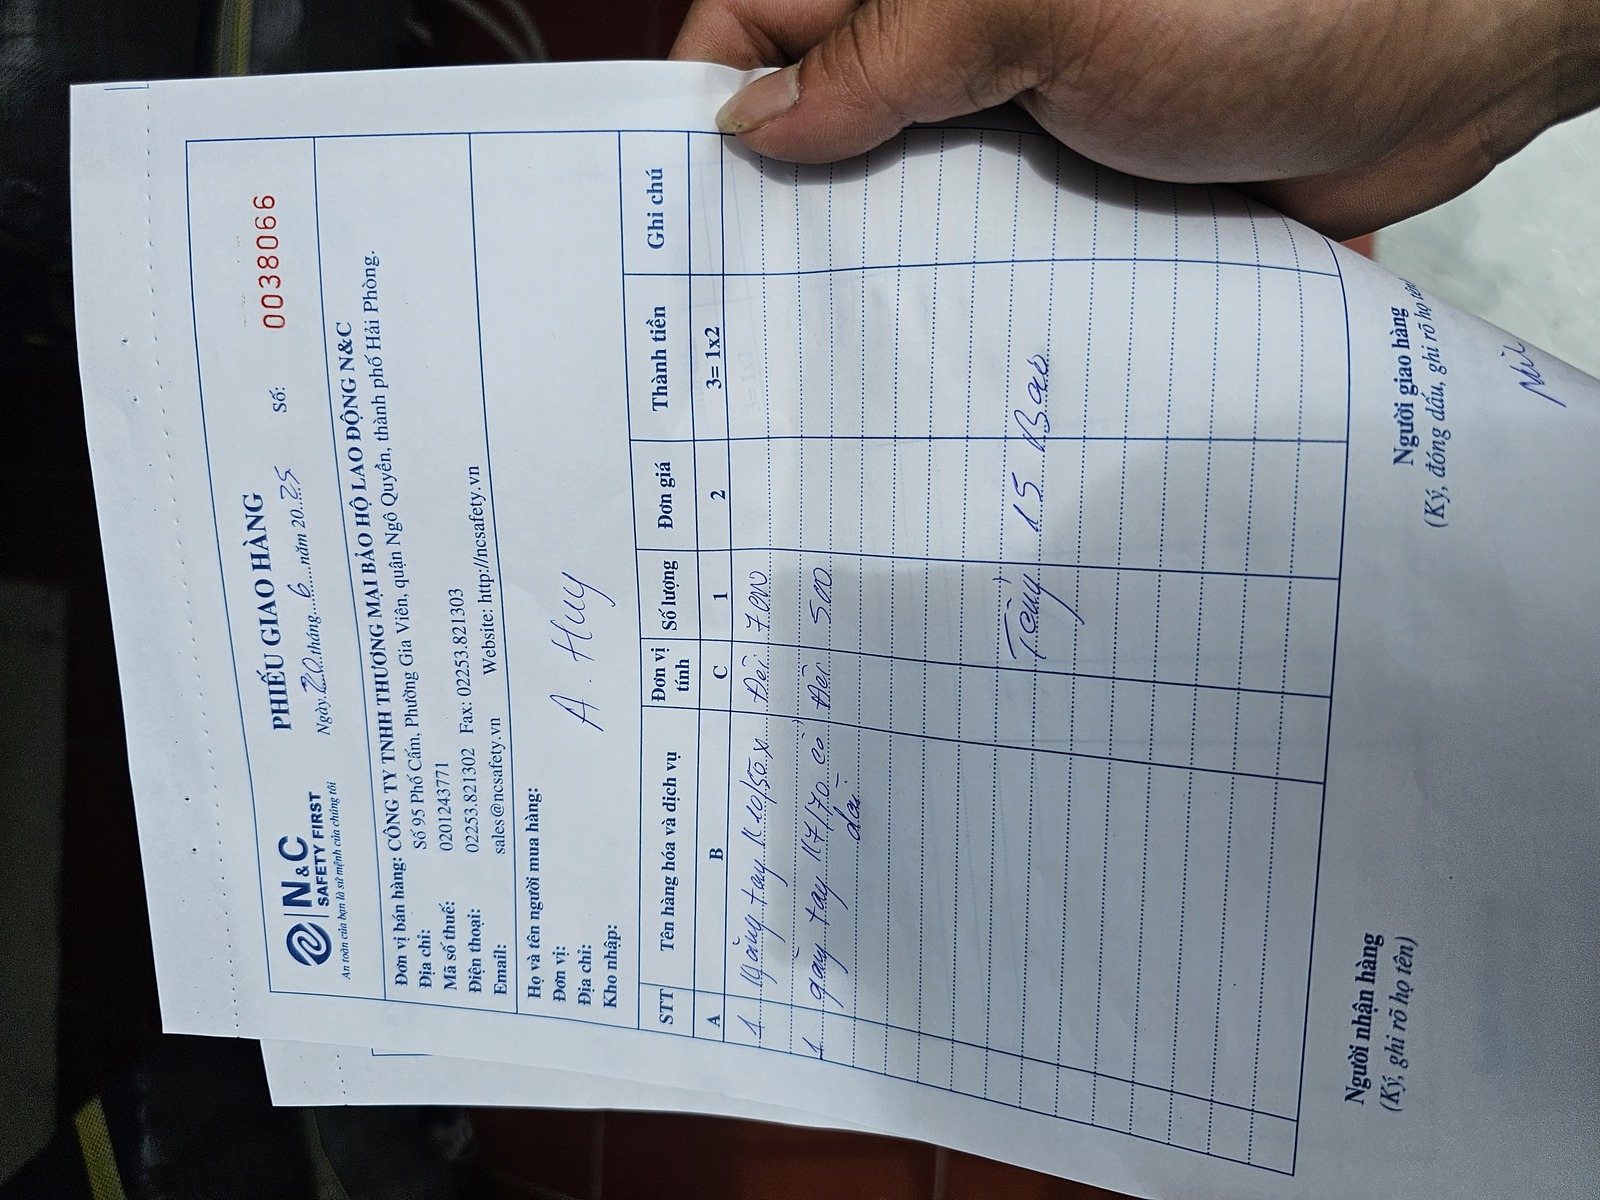 N&C
SAFETY FIRST
An toàn của bạn là sứ mệnh của chúng tôi
PHIẾU GIAO HÀNG
Ngày 20 tháng 6 năm 2025
Số: 0038066
Đơn vị bán hàng: CÔNG TY TNHH THƯƠNG MẠI BẢO HỘ LAO ĐỘNG N&C
Địa chỉ: Số 95 Phố Cấm, Phường Gia Viên, quận Ngô Quyền, thành phố Hải Phòng.
Mã số thuế: 0201243771
Điện thoại: 02253.821302 Fax: 02253.821303
Email: sales@ncsafety.vn Website: http://ncsafety.vn
Họ và tên người mua hàng:
A. Huy
Đơn vị:
Địa chỉ:
Kho nhập:
STT Tên hàng hóa và dịch vụ Đơn vị tính Số lượng Đơn giá Thành tiền Ghi chú
A B C 1 2 3= 1x2
1 găng tay K10/50 Đôi 700
1 găng tay K7/70 Đôi 500
dài
15 Bao
Người nhận hàng
(Ký, ghi rõ họ tên)
Người giao hàng
(Ký, đóng dấu, ghi rõ họ tên